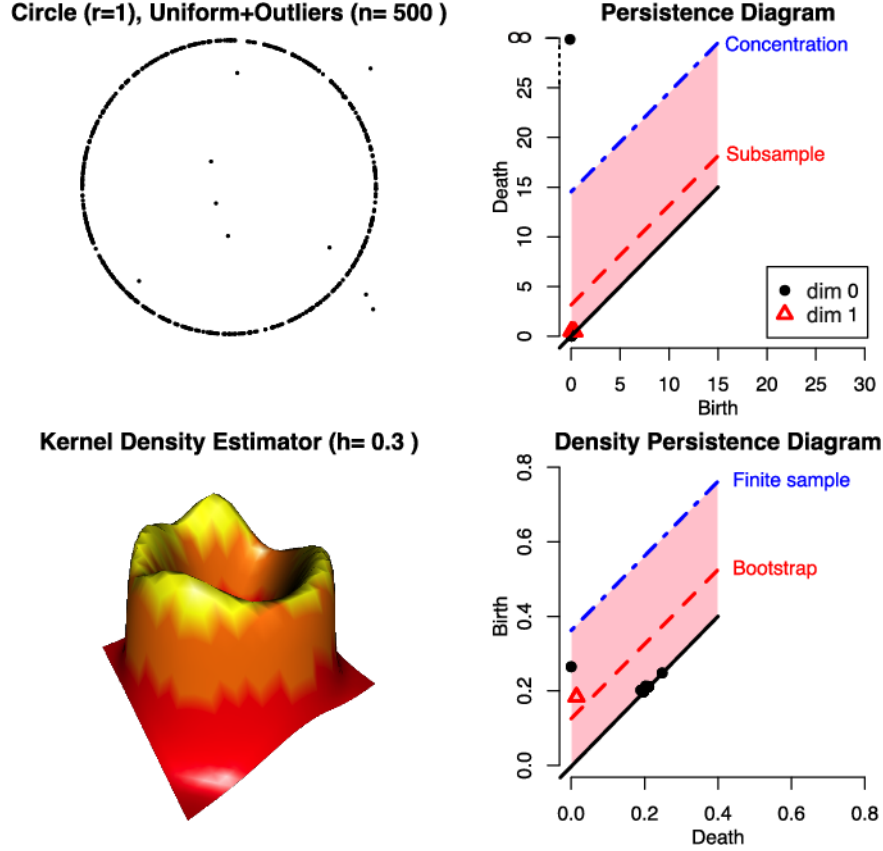 Circle (r=1), Uniform+Outliers (n= 500 )
Persistence Diagram
Concentration
Subsample
Death
∞
25
20
15
10
5
0
dim 0
dim 1
0 5 10 15 20 25 30
Birth
Kernel Density Estimator (h= 0.3 )
Density Persistence Diagram
Finite sample
Bootstrap
Birth
0.8
0.6
0.4
0.2
0.0
0.0 0.2 0.4 0.6 0.8
Death